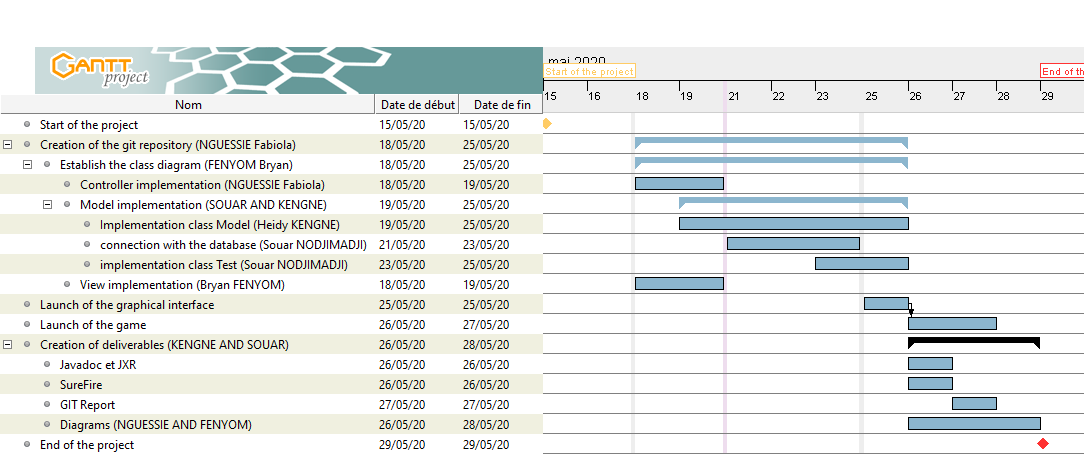 GANTT
project
mai 2020
Start of the project
End of th
Nom Date de début Date de fin
15 16 18 19 21 22 23 25 26 27 28 29
Start of the project 15/05/20 15/05/20
Creation of the git repository (NGUESSIE Fabiola) 18/05/20 25/05/20
Establish the class diagram (FENYOM Bryan) 18/05/20 25/05/20
Controller implementation (NGUESSIE Fabiola) 18/05/20 19/05/20
Model implementation (SOUAR AND KENGNE) 19/05/20 25/05/20
Implementation class Model (Heidy KENGNE) 19/05/20 25/05/20
connection with the database (Souar NODJIMADJI) 21/05/20 23/05/20
implementation class Test (Souar NODJIMADJI) 23/05/20 25/05/20
View implementation (Bryan FENYOM) 18/05/20 19/05/20
Launch of the graphical interface 25/05/20 25/05/20
Launch of the game 26/05/20 27/05/20
Creation of deliverables (KENGNE AND SOUAR) 26/05/20 28/05/20
Javadoc et JXR 26/05/20 26/05/20
SureFire 26/05/20 26/05/20
GIT Report 27/05/20 27/05/20
Diagrams (NGUESSIE AND FENYOM) 26/05/20 28/05/20
End of the project 29/05/20 29/05/20